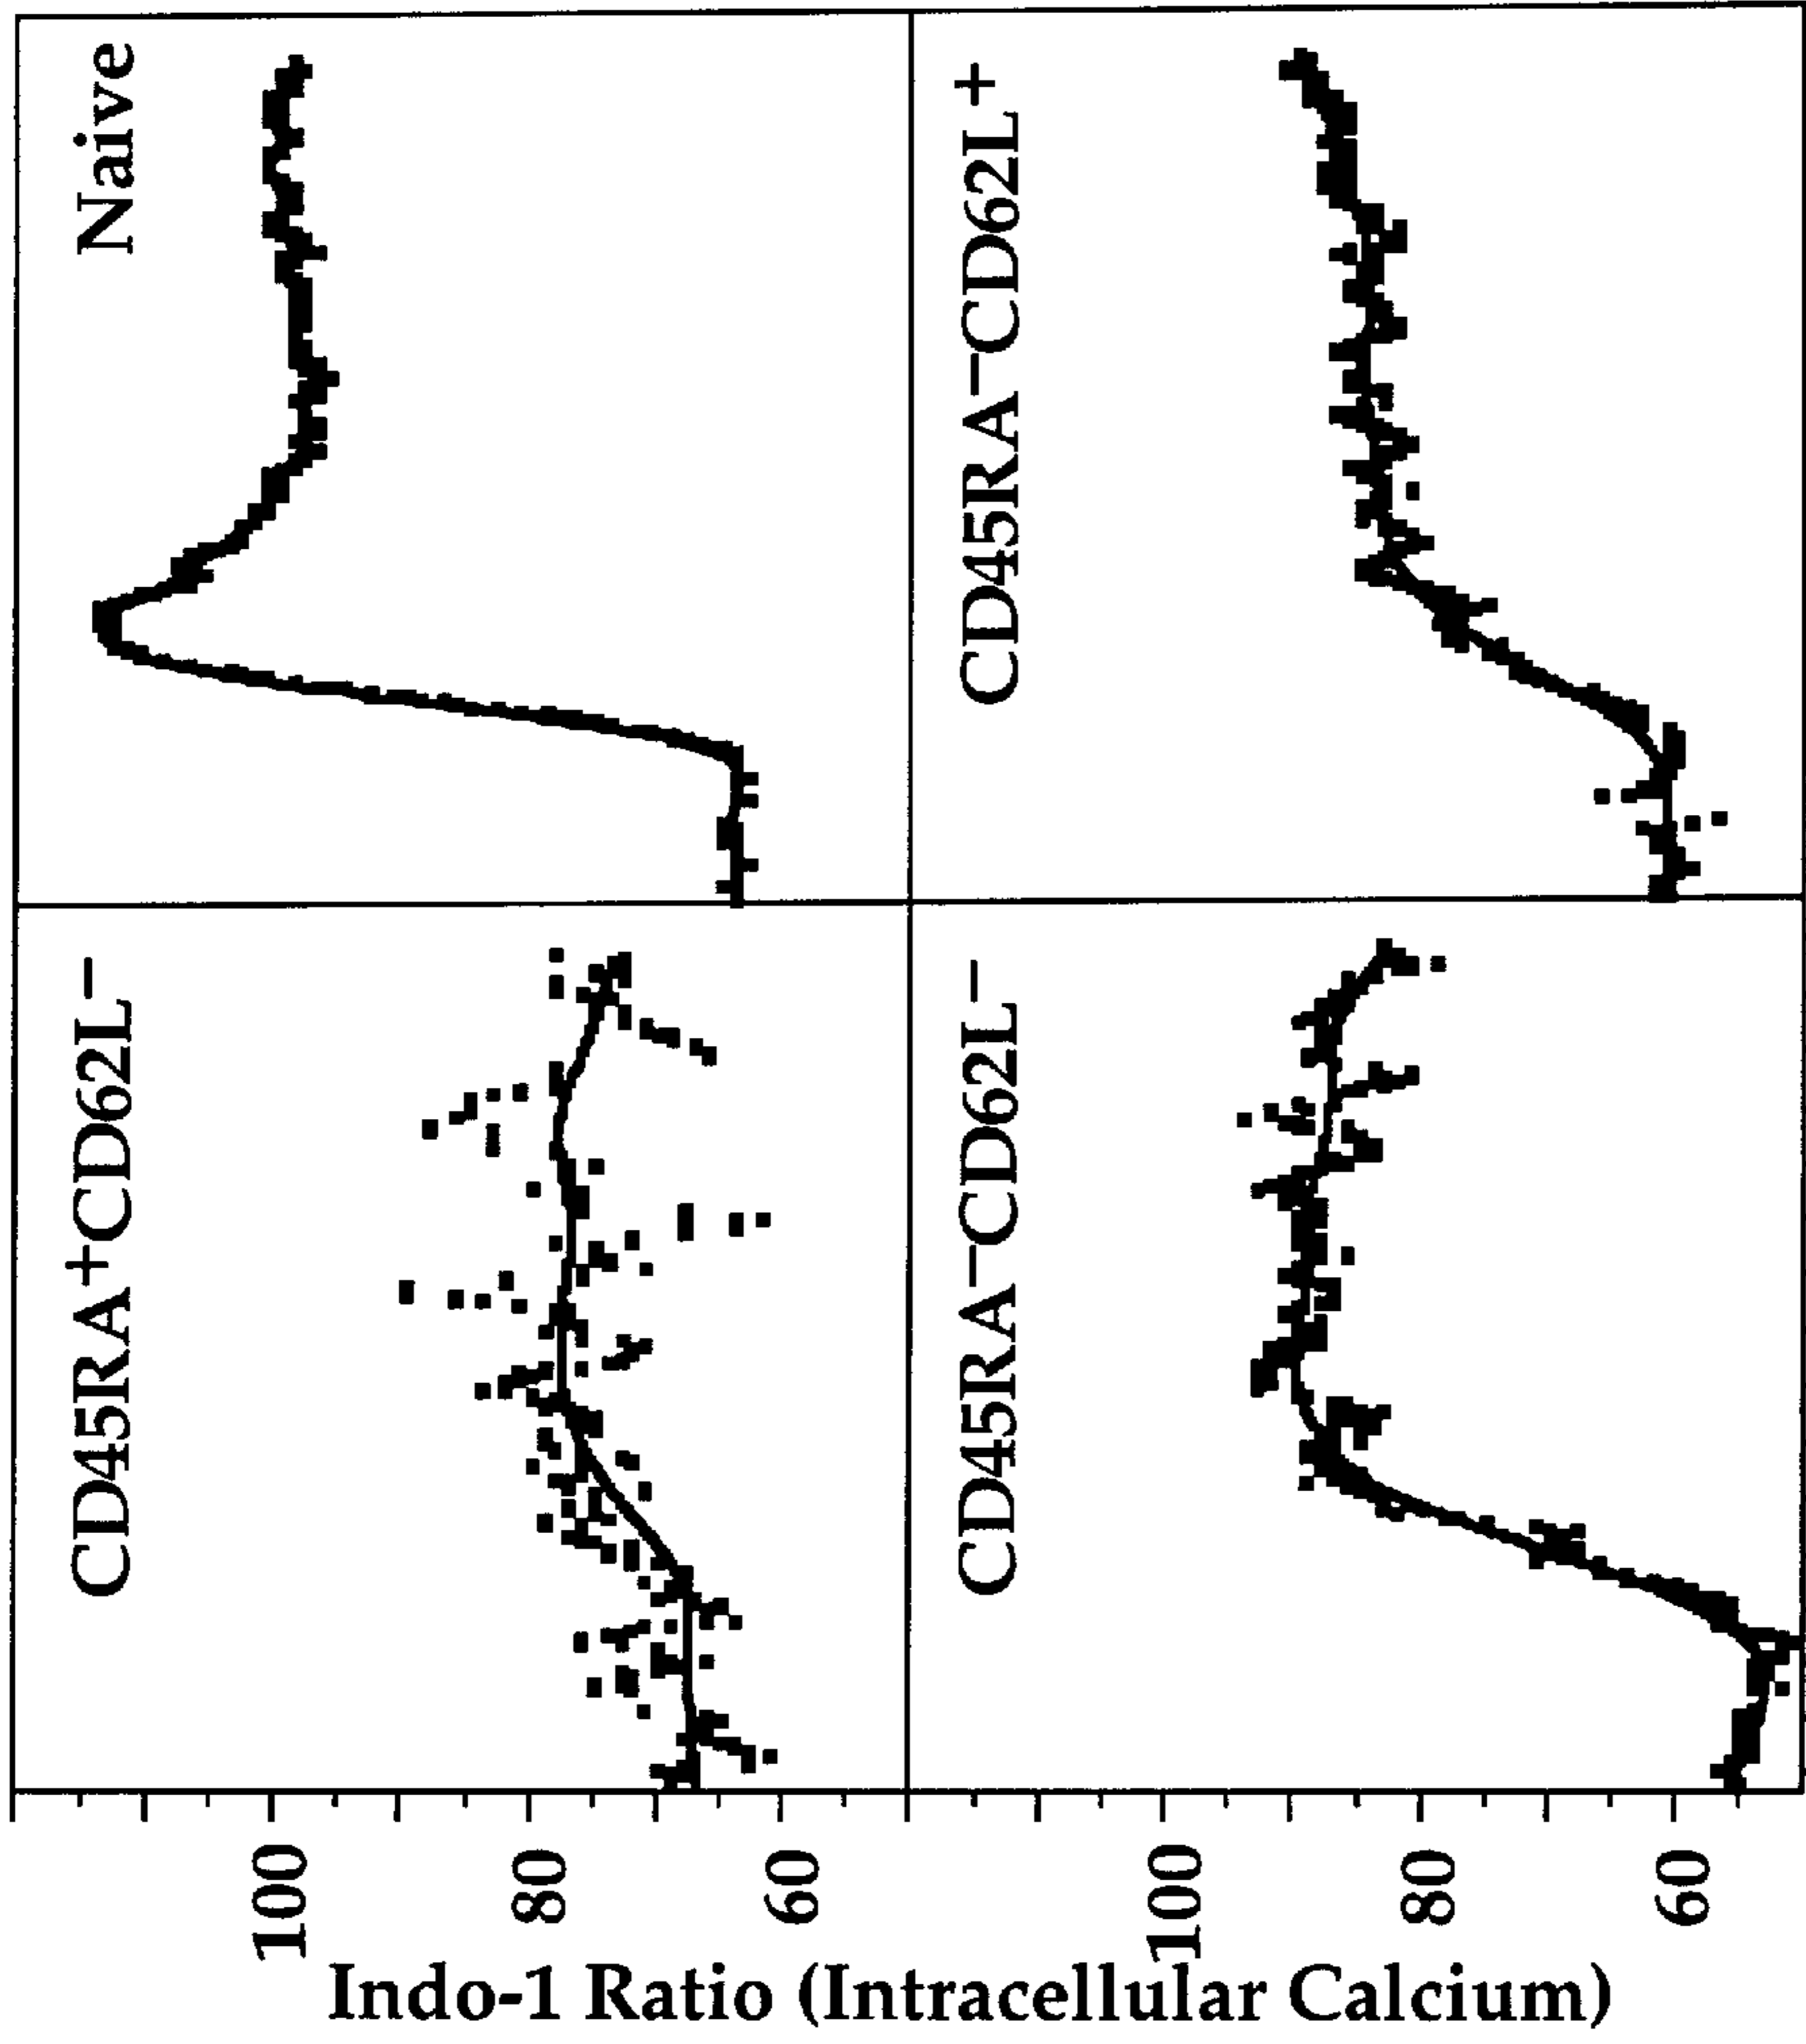 Naive
CD45RA⁻CD62L⁺
CD45RA⁺CD62L⁻
CD45RA⁻CD62L⁻
100
80
60
100
80
60
Indo-1 Ratio (Intracellular Calcium)